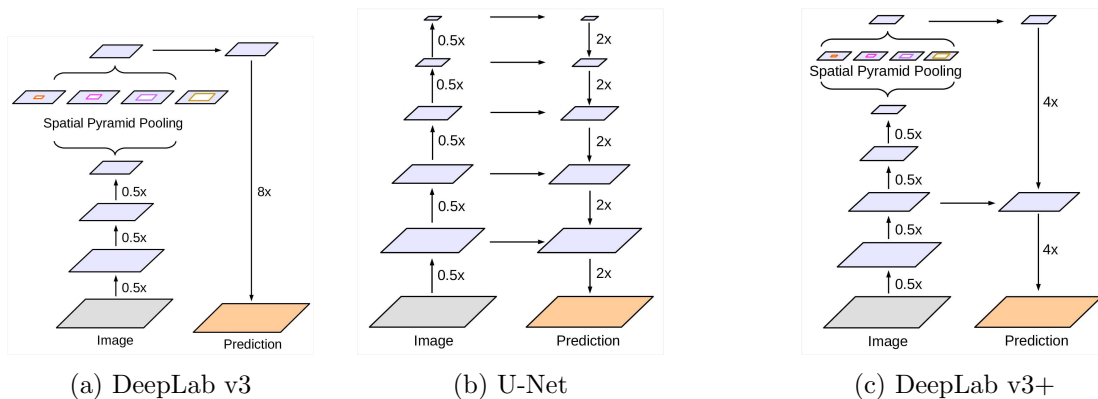 Spatial Pyramid Pooling
0.5x
0.5x
0.5x
8x
Image
Prediction
(a) DeepLab v3
0.5x
0.5x
0.5x
0.5x
0.5x
2x
2x
2x
2x
2x
Image
Prediction
(b) U-Net
Spatial Pyramid Pooling
0.5x
0.5x
0.5x
0.5x
4x
4x
Image
Prediction
(c) DeepLab v3+